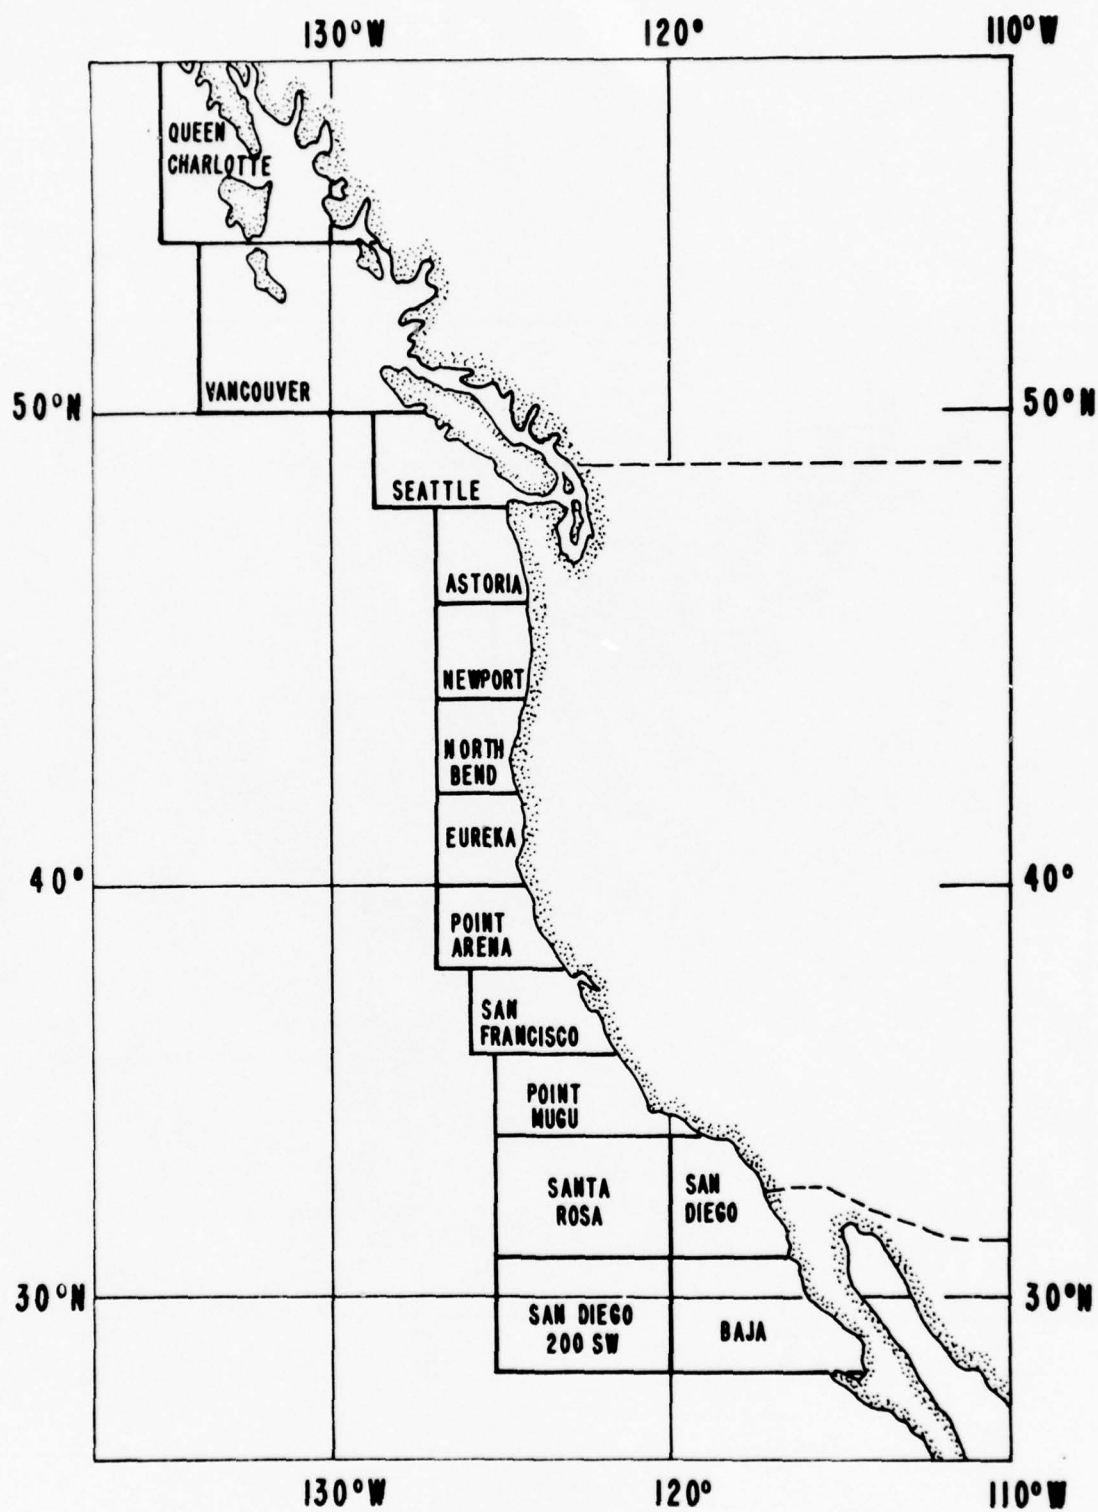 130°W 120° 110°W
QUEEN
CHARLOTTE
VANCOUVER
50°N 50°N
SEATTLE
ASTORIA
NEWPORT
NORTH
BEND
EUREKA
40° 40°
POINT
ARENA
SAN
FRANCISCO
POINT
MUGU
SANTA
ROSA
SAN
DIEGO
30°N 30°N
SAN DIEGO
200 SW
BAJA
130°W 120° 110°W